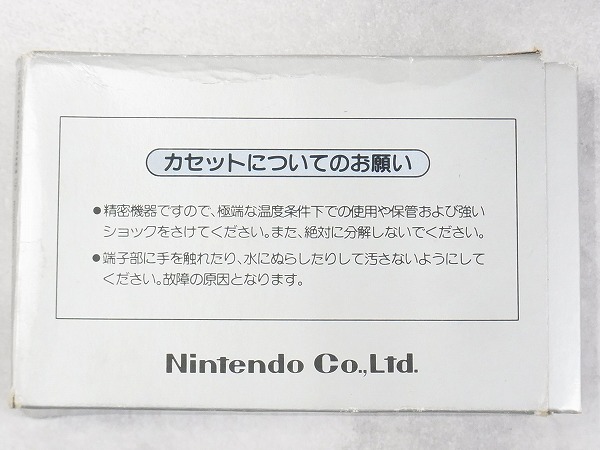 カセットについてのお願い
●精密機器ですので、極端な温度条件下での使用や保管および強い
ショックをさけてください。また、絶対に分解しないでください。
●端子部に手を触れたり、水にぬらしたりして汚さないようにして
ください。故障の原因となります。
Nintendo Co.,Ltd.